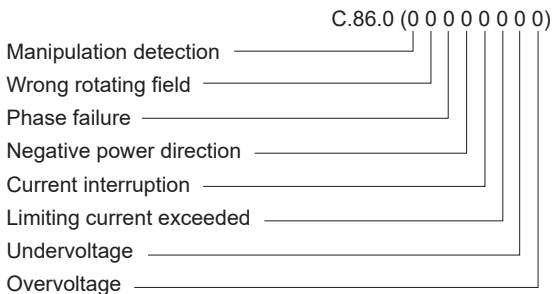 C.86.0 (0 0 0 0 0 0 0 0)
Manipulation detection
Wrong rotating field
Phase failure
Negative power direction
Current interruption
Limiting current exceeded
Undervoltage
Overvoltage